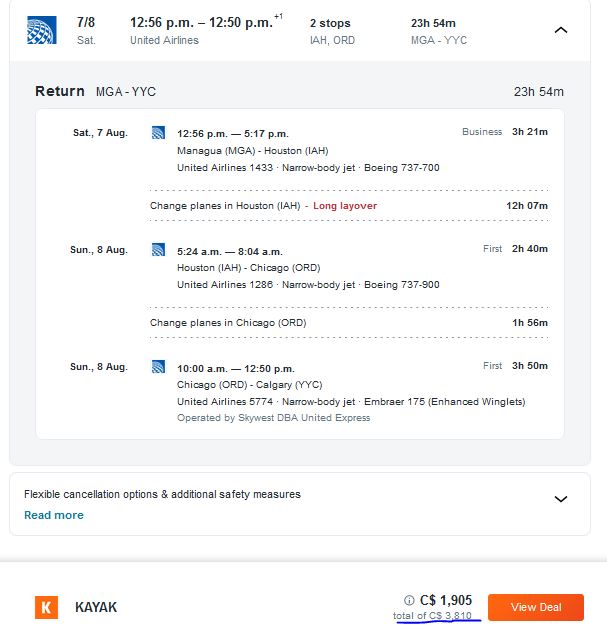 7/8
Sat.
12:56 p.m. – 12:50 p.m.+1
United Airlines
2 stops
IAH, ORD
23h 54m
MGA - YYC
Return MGA - YYC 23h 54m
Sat., 7 Aug. 12:56 p.m. — 5:17 p.m. Business 3h 21m
Managua (MGA) - Houston (IAH)
United Airlines 1433 · Narrow-body jet · Boeing 737-700
Change planes in Houston (IAH) - Long layover 12h 07m
Sun., 8 Aug. 5:24 a.m. — 8:04 a.m. First 2h 40m
Houston (IAH) - Chicago (ORD)
United Airlines 1286 · Narrow-body jet · Boeing 737-900
Change planes in Chicago (ORD) 1h 56m
Sun., 8 Aug. 10:00 a.m. — 12:50 p.m. First 3h 50m
Chicago (ORD) - Calgary (YYC)
United Airlines 5774 · Narrow-body jet · Embraer 175 (Enhanced Winglets)
Operated by Skywest DBA United Express
Flexible cancellation options & additional safety measures
Read more
K KAYAK
C$ 1,905
total of C$ 3,810
View Deal